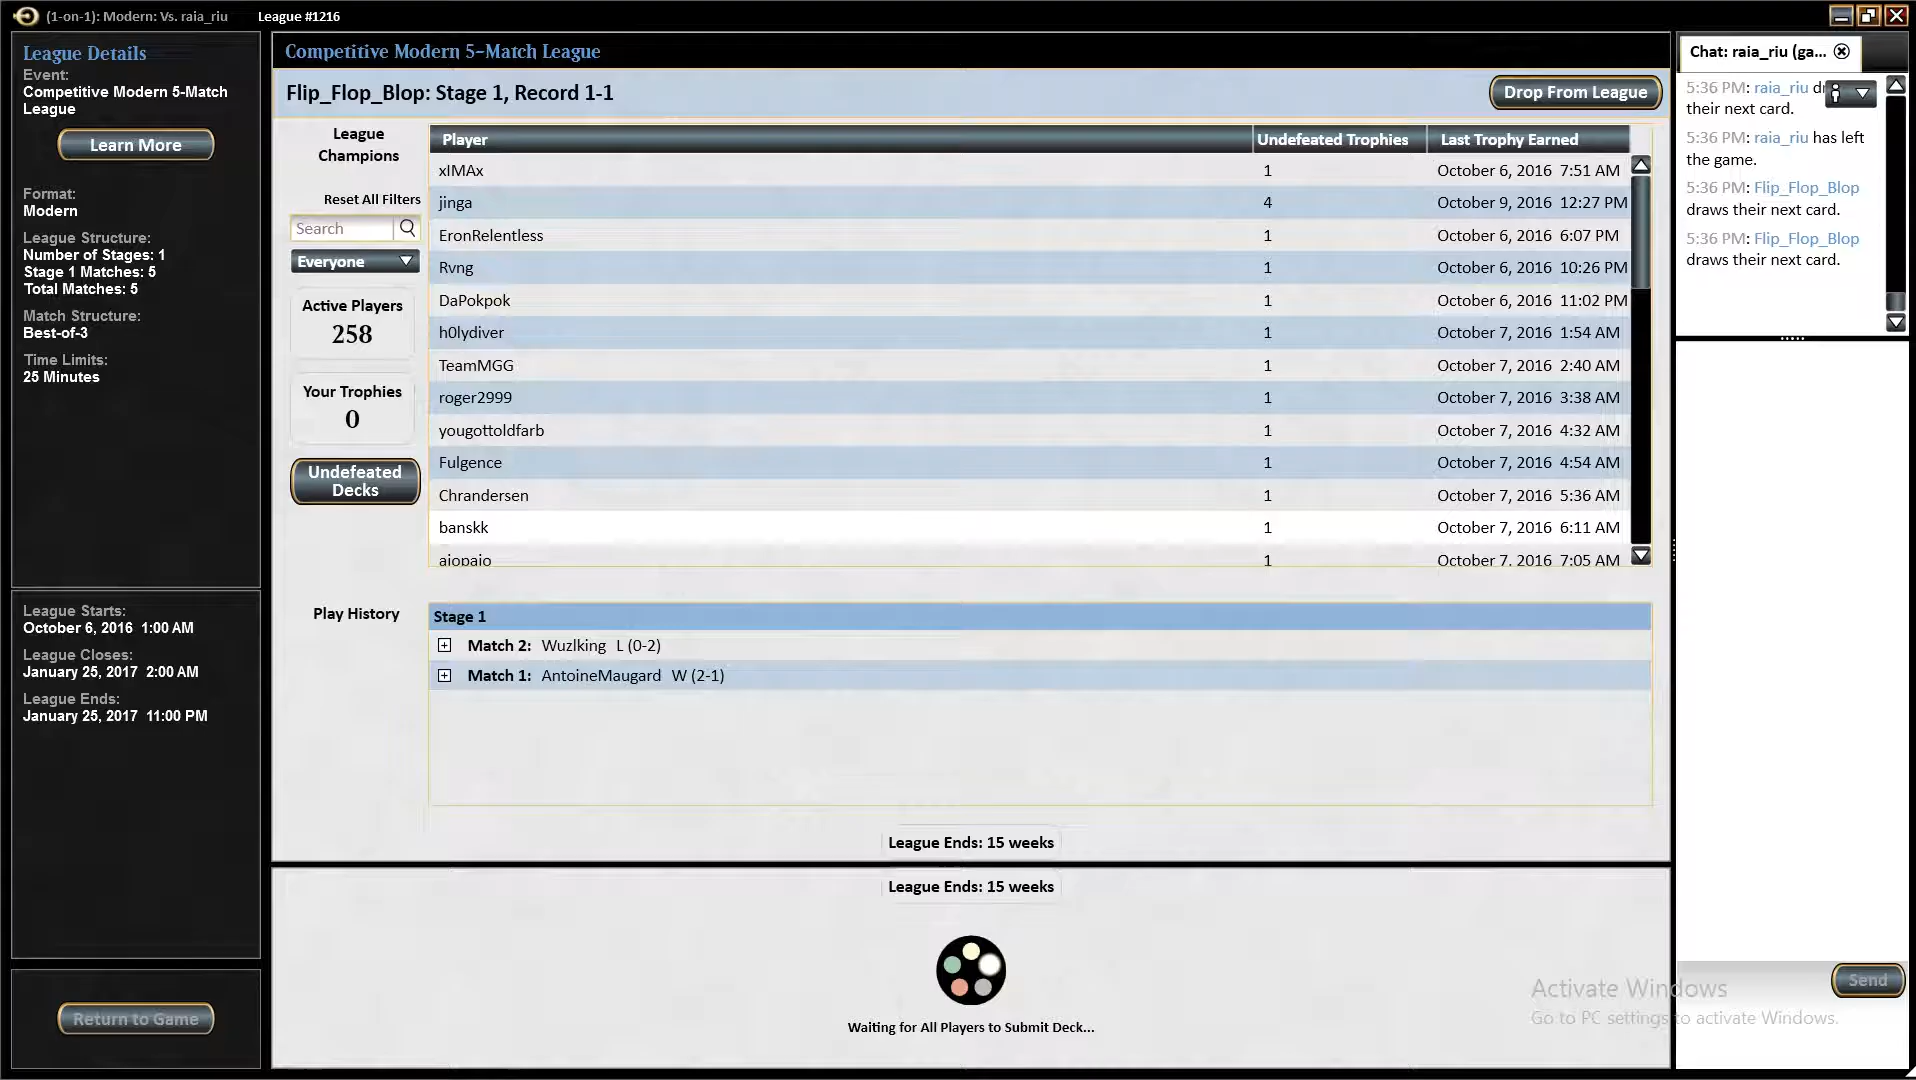 (1-on-1): Modern: Vs. raia_riu League #1216
League Details
Event:
Competitive Modern 5-Match
League
Learn More
Format:
Modern
League Structure:
Number of Stages: 1
Stage 1 Matches: 5
Total Matches: 5
Match Structure:
Best-of-3
Time Limits:
25 Minutes
League Starts:
October 6, 2016 1:00 AM
League Closes:
January 25, 2017 2:00 AM
League Ends:
January 25, 2017 11:00 PM
Return to Game
Competitive Modern 5-Match League
Flip_Flop_Blop: Stage 1, Record 1-1
Drop From League
League
Champions
Reset All Filters
Search
Everyone
Active Players
258
Your Trophies
0
Undefeated
Decks
Player Undefeated Trophies Last Trophy Earned
xIMAx 1 October 6, 2016 7:51 AM
jinga 4 October 9, 2016 12:27 PM
EronRelentless 1 October 6, 2016 6:07 PM
Rvng 1 October 6, 2016 10:26 PM
DaPokpok 1 October 6, 2016 11:02 PM
h0lydiver 1 October 7, 2016 1:54 AM
TeamMGG 1 October 7, 2016 2:40 AM
roger2999 1 October 7, 2016 3:38 AM
yougottoldfarb 1 October 7, 2016 4:32 AM
Fulgence 1 October 7, 2016 4:54 AM
Chrandersen 1 October 7, 2016 5:36 AM
banskk 1 October 7, 2016 6:11 AM
aiopaio 1 October 7, 2016 7:05 AM
Play History
Stage 1
Match 2: Wuzlking L (0-2)
Match 1: AntoineMaugard W (2-1)
League Ends: 15 weeks
League Ends: 15 weeks
Waiting for All Players to Submit Deck...
Chat: raia_riu (ga...
5:36 PM: raia_riu dr
their next card.
5:36 PM: raia_riu has left
the game.
5:36 PM: Flip_Flop_Blop
draws their next card.
5:36 PM: Flip_Flop_Blop
draws their next card.
Send
Activate Windows
Go to PC settings to activate Windows.